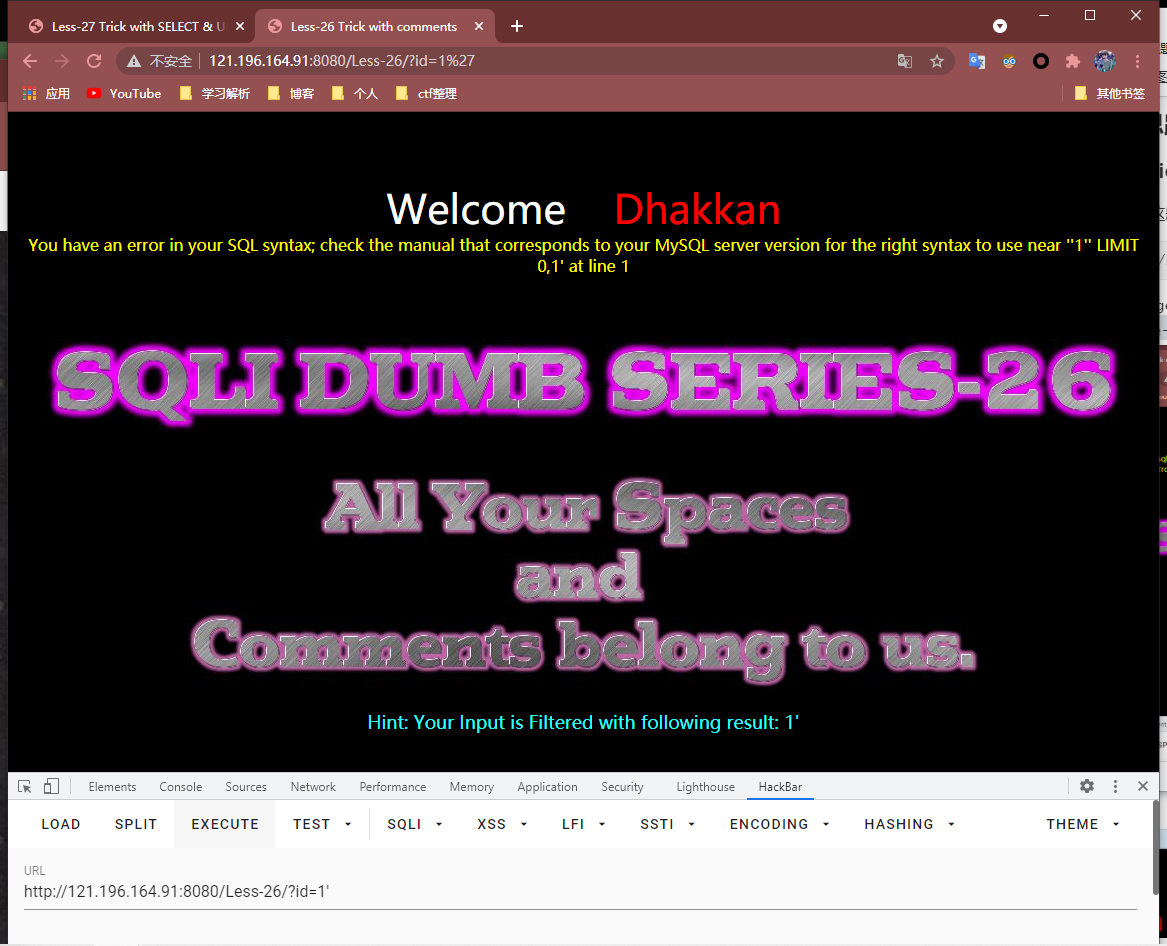 Less-27 Trick with SELECT & U
Less-26 Trick with comments
不安全 121.196.164.91:8080/Less-26/?id=1%27
应用 YouTube 学习解析 博客 个人 ctf整理 其他书签
Welcome Dhakkan
You have an error in your SQL syntax; check the manual that corresponds to your MySQL server version for the right syntax to use near ''1'' LIMIT
0,1' at line 1
SQLI DUMB SERIES-26
All Your Spaces
and
Comments belong to us.
Hint: Your Input is Filtered with following result: 1'
Elements Console Sources Network Performance Memory Application Security Lighthouse HackBar
LOAD SPLIT EXECUTE TEST SQLI XSS LFI SSTI ENCODING HASHING THEME
URL
http://121.196.164.91:8080/Less-26/?id=1'